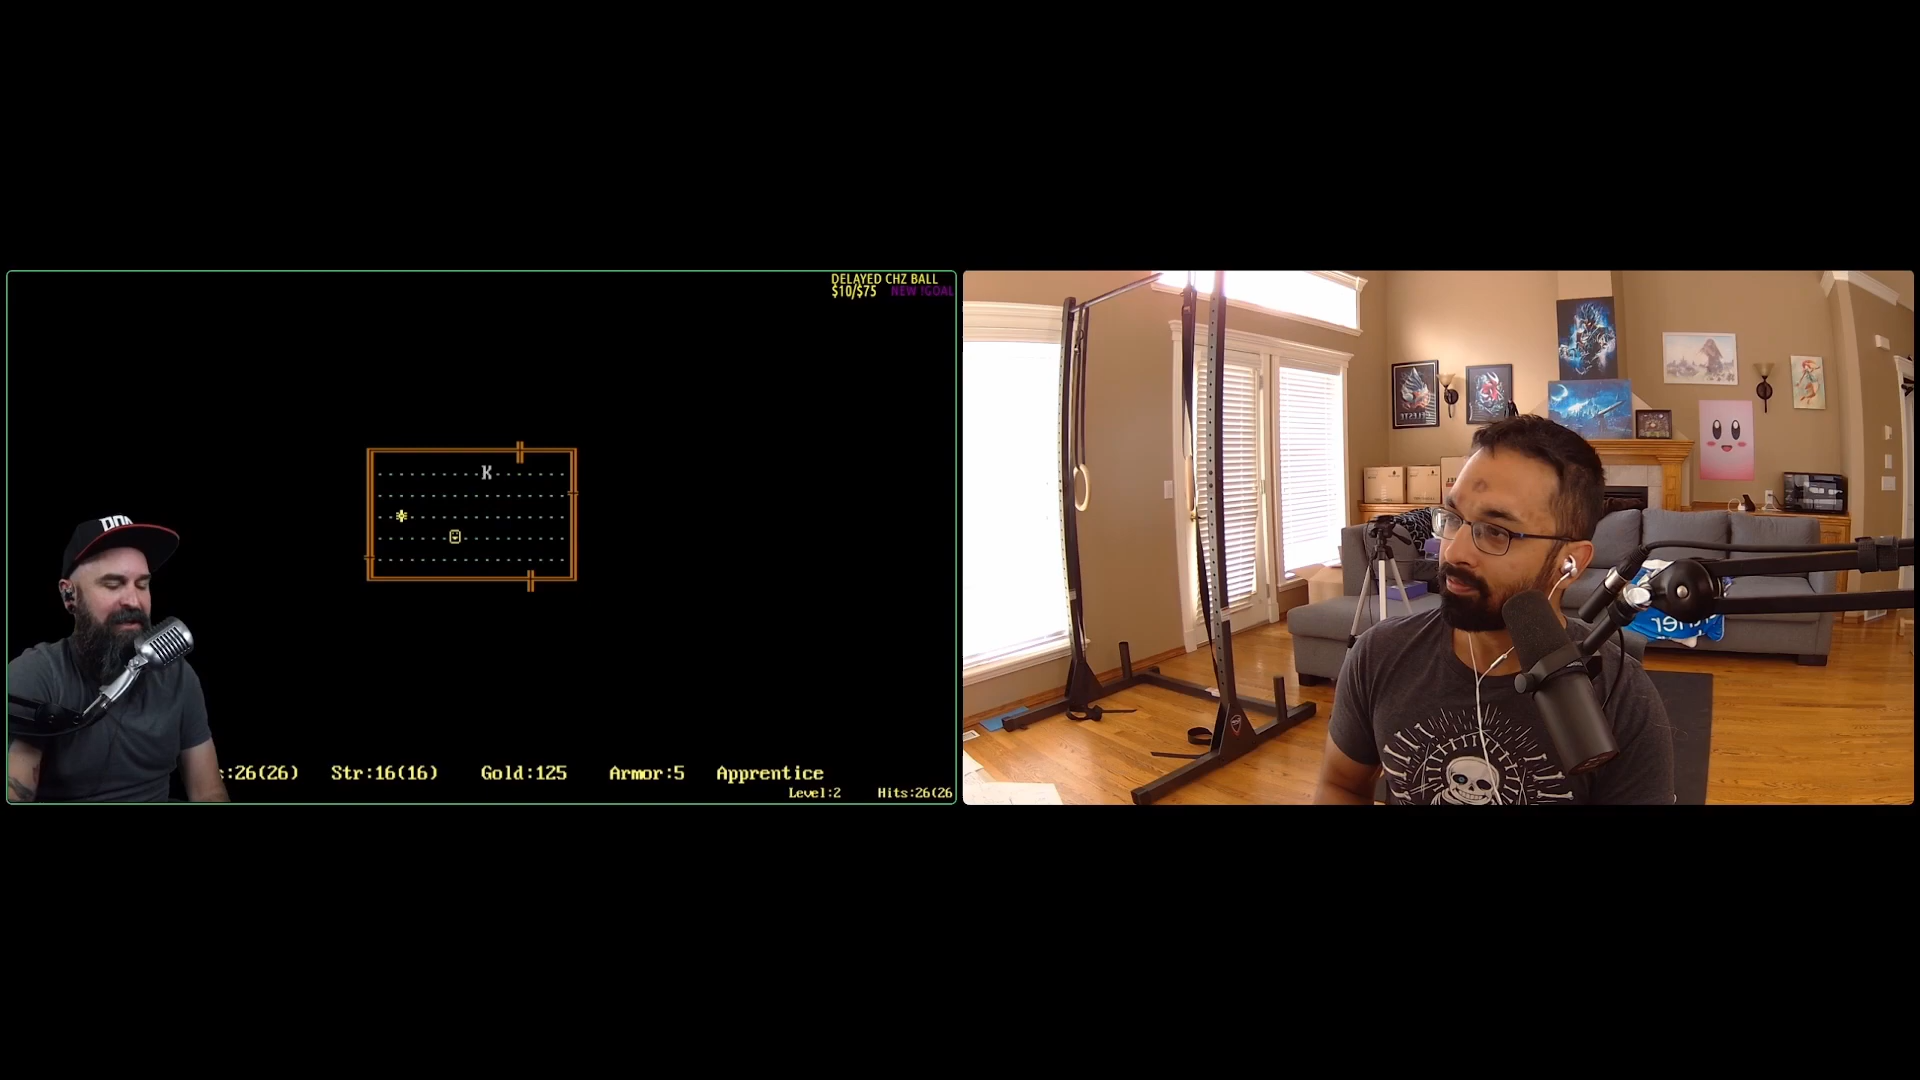 DELAYED CHZ BALL
$10/$75 NEW !GOAL
K
:26(26) Str:16(16) Gold:125 Armor:5 Apprentice
Level:2 Hits:26(26